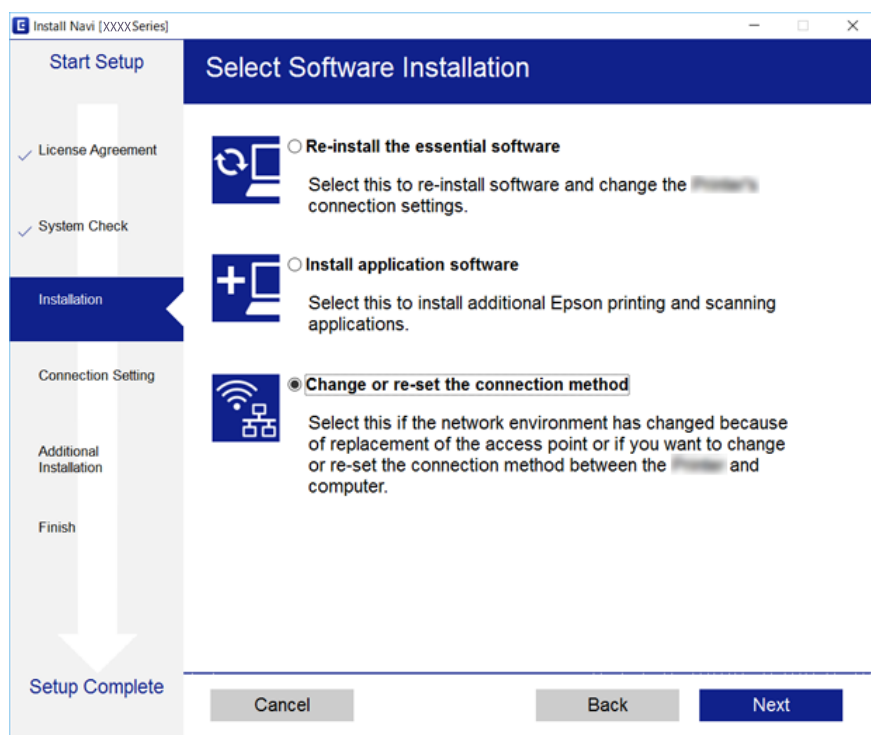 Install Navi [XXXXSeries]
Start Setup
License Agreement
System Check
Installation
Connection Setting
Additional
Installation
Finish
Setup Complete
Select Software Installation
Re-install the essential software
Select this to re-install software and change the
connection settings.
Install application software
Select this to install additional Epson printing and scanning
applications.
Change or re-set the connection method
Select this if the network environment has changed because
of replacement of the access point or if you want to change
or re-set the connection method between the and
computer.
Cancel
Back
Next